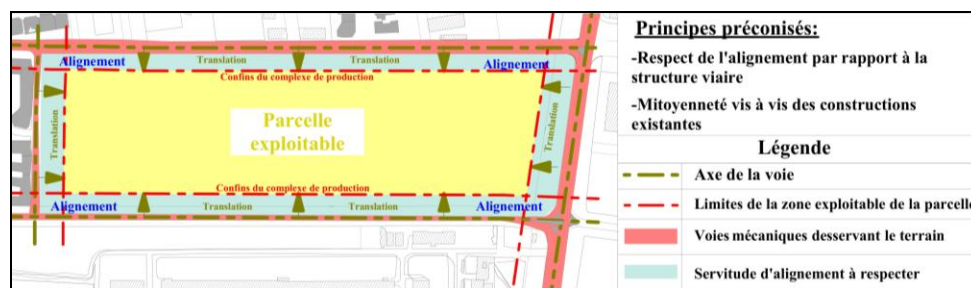 Alignement
Translation
Translation
Alignement
Confins du complexe de production
Translation
Parcelle
exploitable
Translation
Confins du complexe de production
Alignement
Translation
Translation
Alignement
Principes préconisés:
-Respect de l'alignement par rapport à la
structure viaire
-Mitoyenneté vis à vis des constructions
existantes
Légende
Axe de la voie
Limites de la zone exploitable de la parcelle
Voies mécaniques desservant le terrain
Servitude d'alignement à respecter